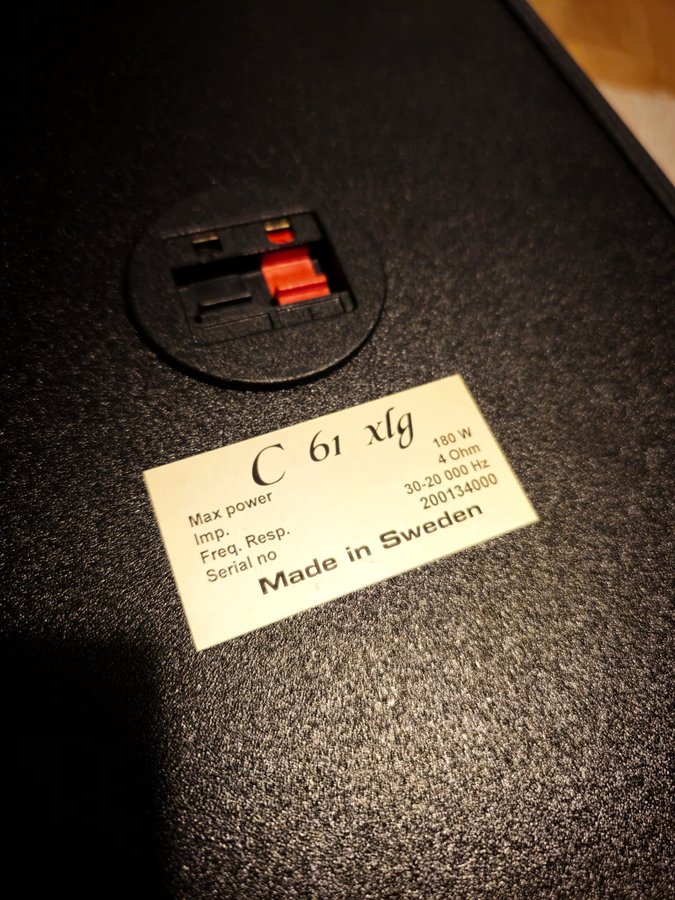 C 61 xlg
Max power 180 W
Imp. 4 Ohm
Freq. Resp. 30-20 000 Hz
Serial no 200134000
Made in Sweden